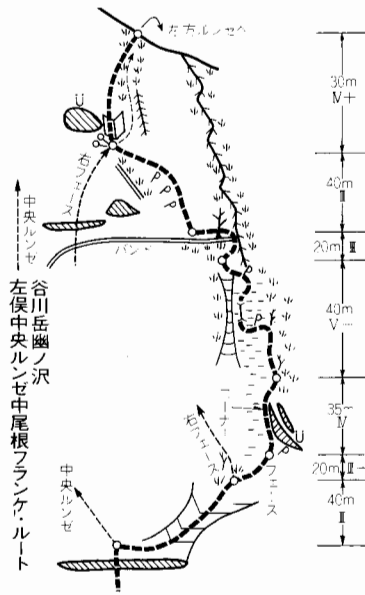 左方ルンゼへ
Ü
右フェース
中央ルンゼ
バンド
30m
Ⅳ+
40m
Ⅱ
20m Ⅲ
40m
Ⅴ-
35m
Ⅳ
20m Ⅲ-
40m
Ⅱ
コーナー
Ü
右フェース
フェース
中央ルンゼ
谷川岳幽ノ沢
左俣中央ルンゼ中尾根フランケ・ルート